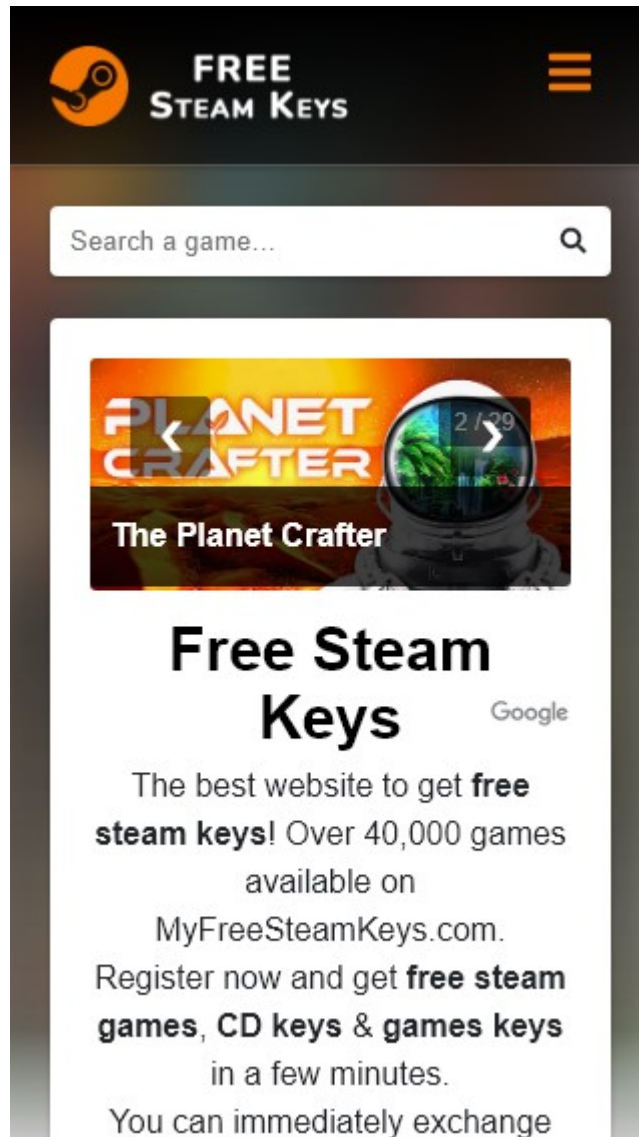 FREE
STEAM KEYS
Search a game...
PLANET
CRAFTER
2 / 29
The Planet Crafter
Free Steam
Keys
Google
The best website to get free
steam keys! Over 40,000 games
available on
MyFreeSteamKeys.com.
Register now and get free steam
games, CD keys & games keys
in a few minutes.
You can immediately exchange